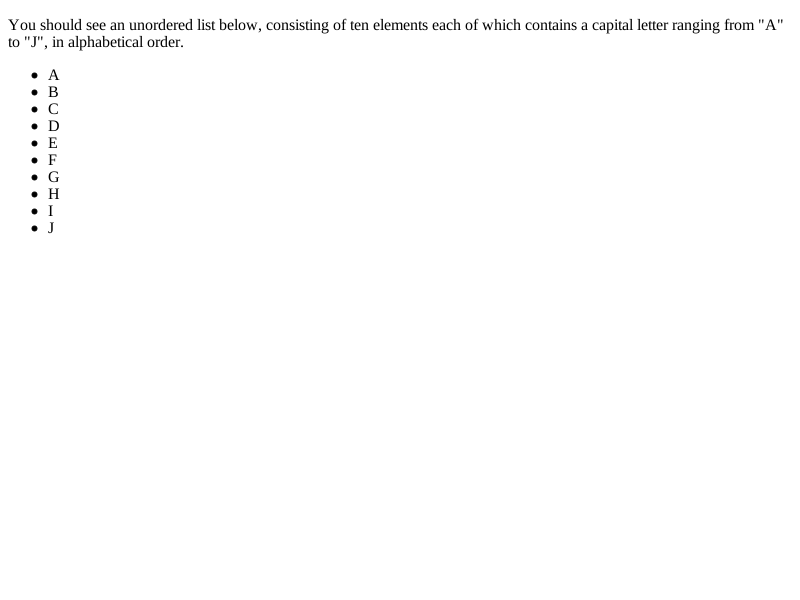 You should see an unordered list below, consisting of ten elements each of which contains a capital letter ranging from "A"
to "J", in alphabetical order.
A
B
C
D
E
F
G
H
I
J